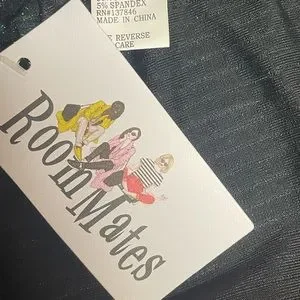 5% SPANDEX
RN#137846
MADE IN CHINA
REVERSE
CARE
RooMMates